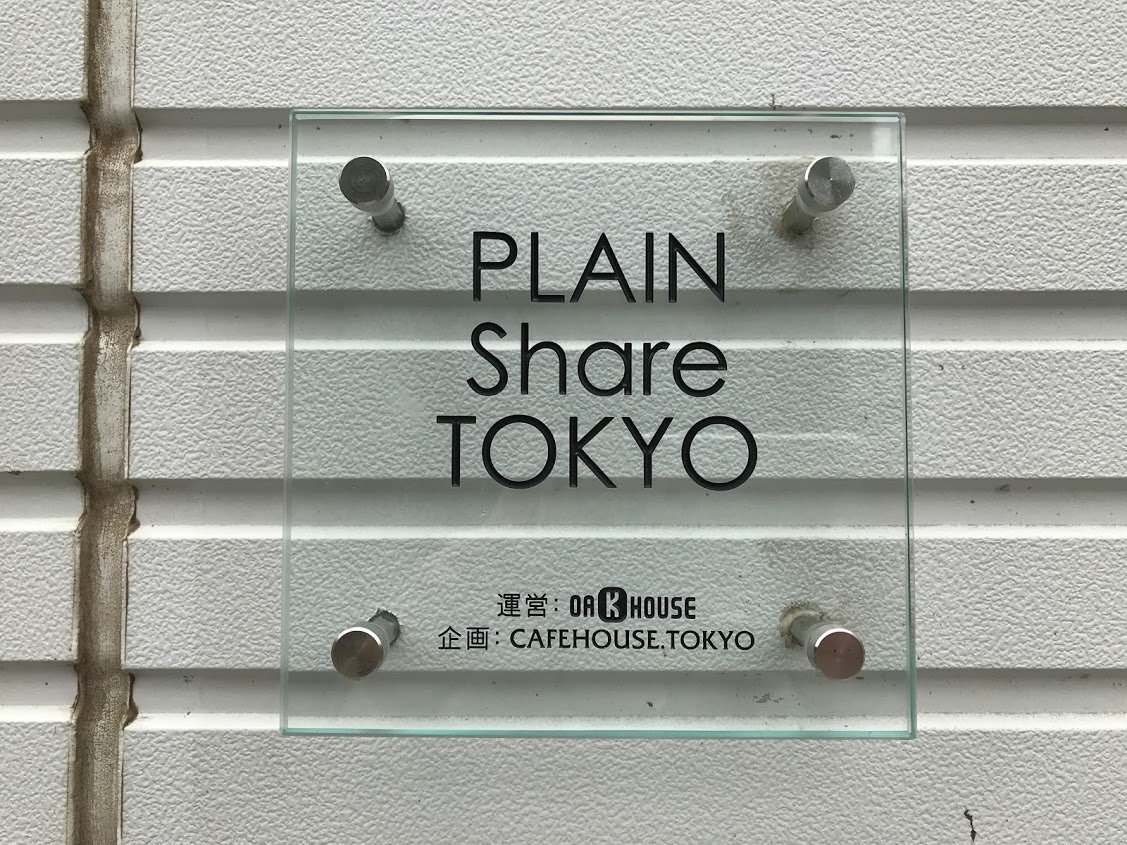 PLAIN
Share
TOKYO
運営: OAKHOUSE
企画: CAFEHOUSE.TOKYO